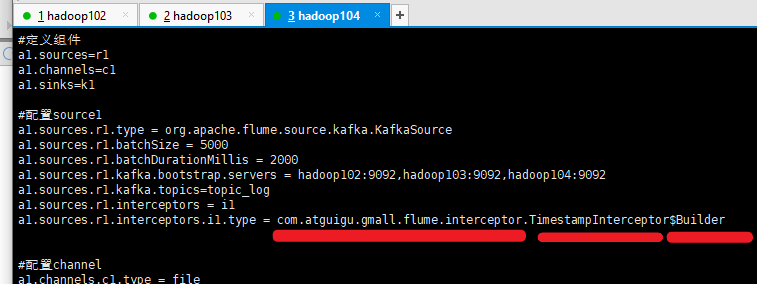 1 hadoop102 × 2 hadoop103 × 3 hadoop104 × +
#定义组件
a1.sources=r1
a1.channels=c1
a1.sinks=k1
#配置source1
a1.sources.r1.type = org.apache.flume.source.kafka.KafkaSource
a1.sources.r1.batchSize = 5000
a1.sources.r1.batchDurationMillis = 2000
a1.sources.r1.kafka.bootstrap.servers = hadoop102:9092,hadoop103:9092,hadoop104:9092
a1.sources.r1.kafka.topics=topic_log
a1.sources.r1.interceptors = i1
a1.sources.r1.interceptors.i1.type = com.atguigu.gmall.flume.interceptor.TimestampInterceptor$Builder
#配置channel
a1.channels.c1.type = file